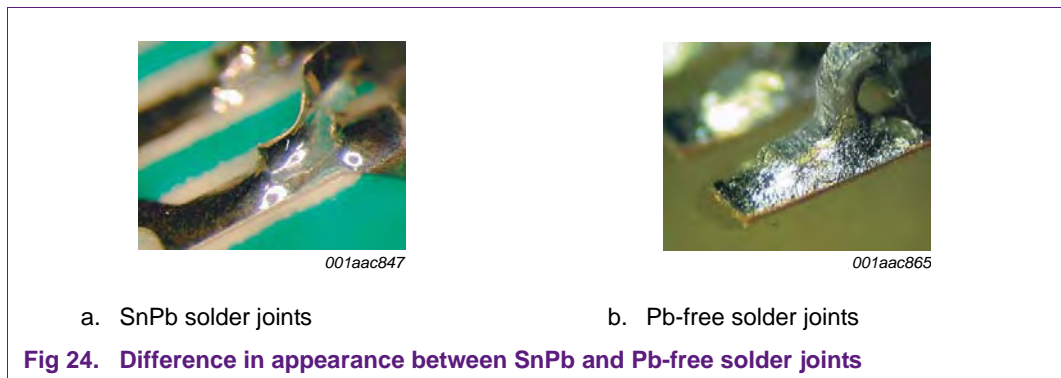 001aac847
001aac865
a. SnPb solder joints
b. Pb-free solder joints
Fig 24. Difference in appearance between SnPb and Pb-free solder joints